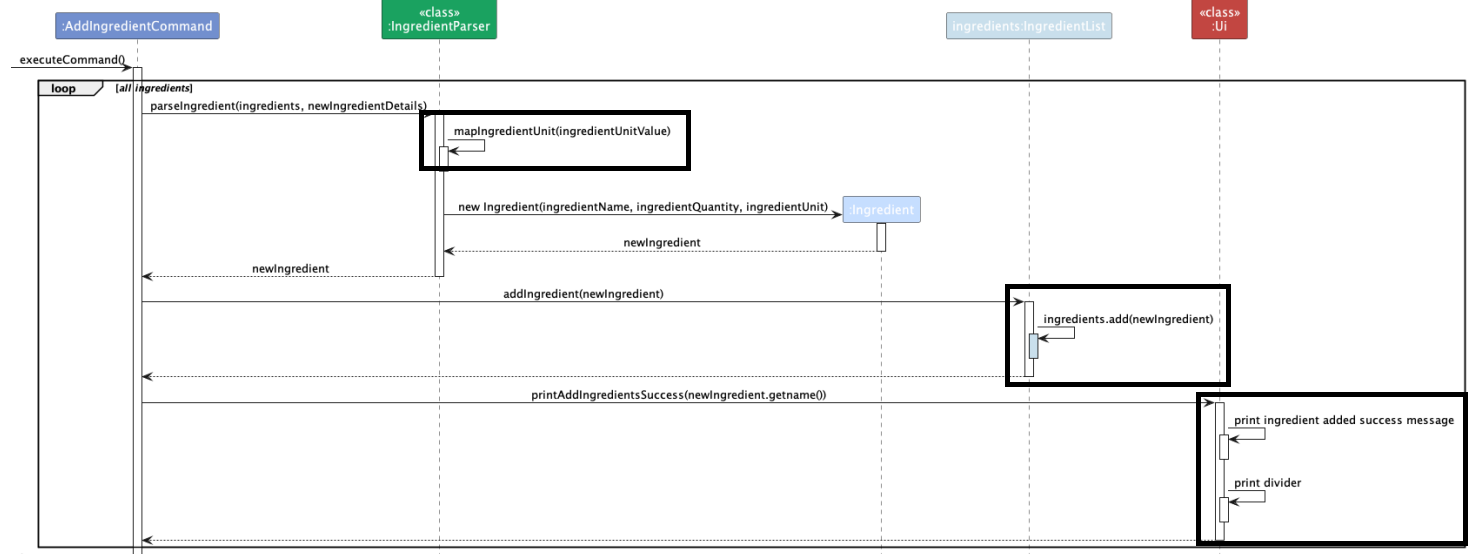 :AddIngredientCommand
«class»
:IngredientParser
ingredients:IngredientList
«class»
:Ui
executeCommand()
loop [all ingredients]
parseIngredient(ingredients, newIngredientDetails)
mapIngredientUnit(ingredientUnitValue)
new Ingredient(ingredientName, ingredientQuantity, ingredientUnit)
:Ingredient
newIngredient
newIngredient
addIngredient(newIngredient)
ingredients.add(newIngredient)
printAddIngredientsSuccess(newIngredient.getname())
print ingredient added success message
print divider